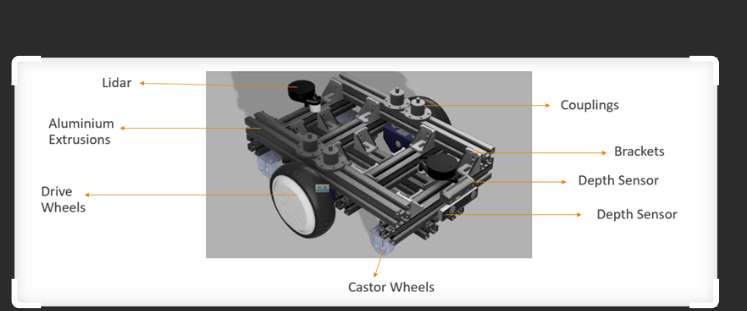 Lidar
Couplings
Aluminium
Extrusions
Brackets
Depth Sensor
Drive
Wheels
Depth Sensor
Castor Wheels